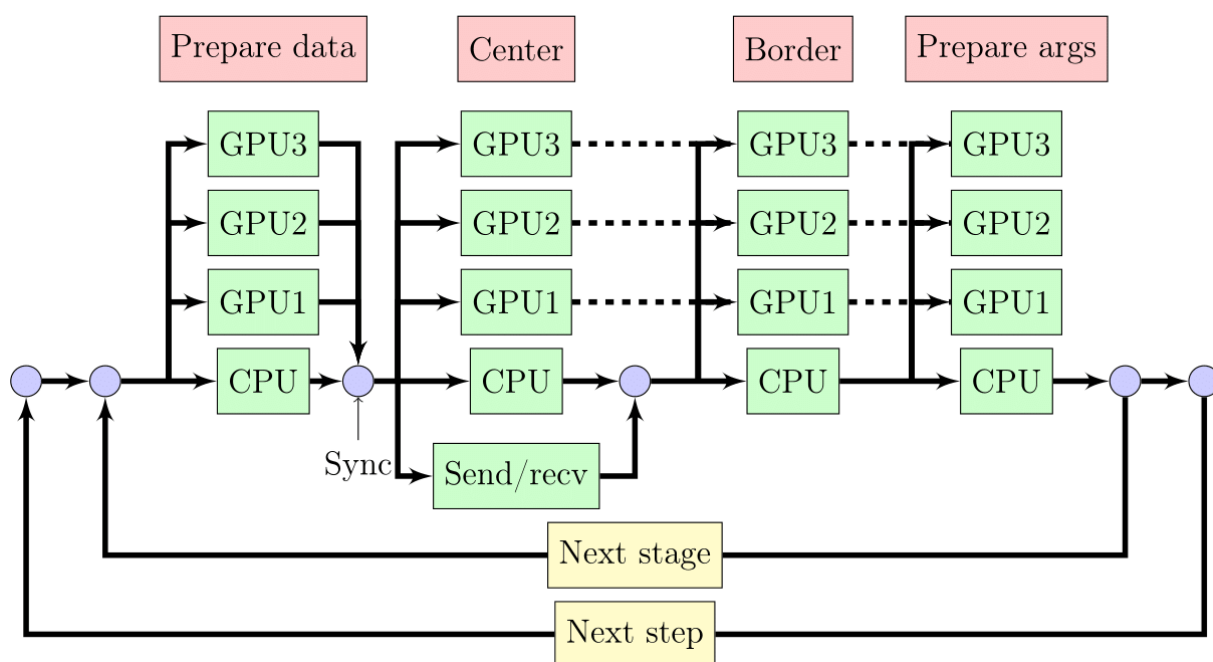 Prepare data
Center
Border
Prepare args
GPU3
GPU3
GPU3
GPU3
GPU2
GPU2
GPU2
GPU2
GPU1
GPU1
GPU1
GPU1
CPU
CPU
CPU
CPU
Sync
Send/recv
Next stage
Next step